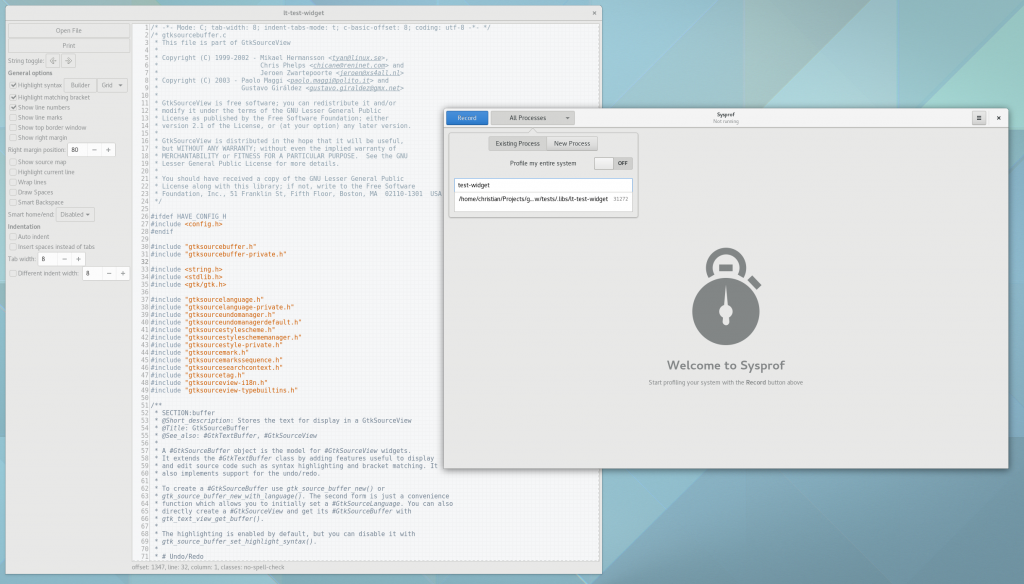 lt-test-widget
Open File
Print
String toggle:
General options
Highlight syntax Builder Grid
Highlight matching bracket
Show line numbers
Show line marks
Show top border window
Show right margin
Right margin position: 80
Show source map
Highlight current line
Wrap lines
Draw Spaces
Smart Backspace
Smart home/end: Disabled
Indentation
Auto indent
Insert spaces instead of tabs
Tab width: 8
Different indent width: 8
1 /* -*- Mode: C; tab-width: 8; indent-tabs-mode: t; c-basic-offset: 8; coding: utf-8 -*- */
2 /* gtksourcebuffer.c
3 * This file is part of GtkSourceView
4 *
5 * Copyright (C) 1999-2002 - Mikael Hermansson <tyan@linux.se>,
6 * Chris Phelps <chicane@reninet.com> and
7 * Jeroen Zwartepoorte <jeroen@xs4all.nl>
8 * Copyright (C) 2003 - Paolo Maggi <paolo.maggi@polito.it> and
9 * Gustavo Giráldez <gustavo.giraldez@gmx.net>
10 *
11 * GtkSourceView is free software; you can redistribute it and/or
12 * modify it under the terms of the GNU Lesser General Public
13 * License as published by the Free Software Foundation; either
14 * version 2.1 of the License, or (at your option) any later version.
15 *
16 * GtkSourceView is distributed in the hope that it will be useful,
17 * but WITHOUT ANY WARRANTY; without even the implied warranty of
18 * MERCHANTABILITY or FITNESS FOR A PARTICULAR PURPOSE. See the GNU
19 * Lesser General Public License for more details.
20 *
21 * You should have received a copy of the GNU Lesser General Public
22 * License along with this library; if not, write to the Free Software
23 * Foundation, Inc., 51 Franklin St, Fifth Floor, Boston, MA 02110-1301 USA
24 */
25
26 #ifdef HAVE_CONFIG_H
27 #include <config.h>
28 #endif
29
30 #include "gtksourcebuffer.h"
31 #include "gtksourcebuffer-private.h"
32
33 #include <string.h>
34 #include <stdlib.h>
35 #include <gtk/gtk.h>
36
37 #include "gtksourcelanguage.h"
38 #include "gtksourcelanguage-private.h"
39 #include "gtksourceundomanager.h"
40 #include "gtksourceundomanagerdefault.h"
41 #include "gtksourcestylescheme.h"
42 #include "gtksourcestyleschememanager.h"
43 #include "gtksourcestyle-private.h"
44 #include "gtksourcemark.h"
45 #include "gtksourcemarkssequence.h"
46 #include "gtksourcesearchcontext.h"
47 #include "gtksourcetag.h"
48 #include "gtksourceview-i18n.h"
49 #include "gtksourceview-typebuiltins.h"
50
51 /**
52 * SECTION:buffer
53 * @Short_description: Stores the text for display in a GtkSourceView
54 * @Title: GtkSourceBuffer
55 * @See_also: #GtkTextBuffer, #GtkSourceView
56 *
57 * A #GtkSourceBuffer object is the model for #GtkSourceView widgets.
58 * It extends the #GtkTextBuffer class by adding features useful to display
59 * and edit source code such as syntax highlighting and bracket matching. It
60 * also implements support for the undo/redo.
61 *
62 * To create a #GtkSourceBuffer use gtk_source_buffer_new() or
63 * gtk_source_buffer_new_with_language(). The second form is just a convenience
64 * function which allows you to initially set a #GtkSourceLanguage. You can also
65 * directly create a #GtkSourceView and get its #GtkSourceBuffer with
66 * gtk_text_view_get_buffer().
67 *
68 * The highlighting is enabled by default, but you can disable it with
69 * gtk_source_buffer_set_highlight_syntax().
70 *
71 * # Undo/Redo
offset: 1347, line: 32, column: 1, classes: no-spell-check
Record All Processes
Sysprof
Not running
Existing Process New Process
Profile my entire system OFF
test-widget
/home/christian/Projects/g...w/tests/.libs/lt-test-widget 31272
Welcome to Sysprof
Start profiling your system with the Record button above